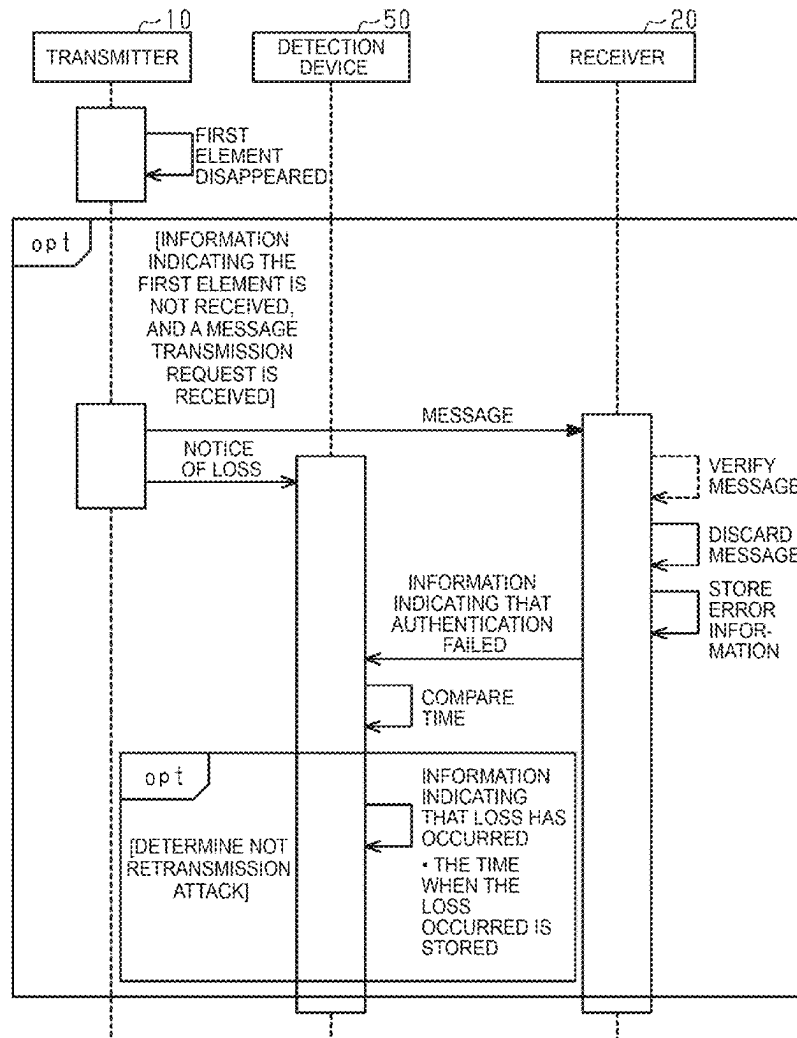 10
50
20
TRANSMITTER
DETECTION
DEVICE
RECEIVER
FIRST
ELEMENT
DISAPPEARED
opt
[INFORMATION
INDICATING THE
FIRST ELEMENT IS
NOT RECEIVED,
AND A MESSAGE
TRANSMISSION
REQUEST IS
RECEIVED]
MESSAGE
NOTICE
OF LOSS
VERIFY
MESSAGE
DISCARD
MESSAGE
STORE
ERROR
INFOR-
MATION
INFORMATION
INDICATING THAT
AUTHENTICATION
FAILED
COMPARE
TIME
opt
[DETERMINE NOT
RETRANSMISSION
ATTACK]
INFORMATION
INDICATING
THAT LOSS HAS
OCCURRED
• THE TIME
WHEN THE
LOSS
OCCURRED IS
STORED